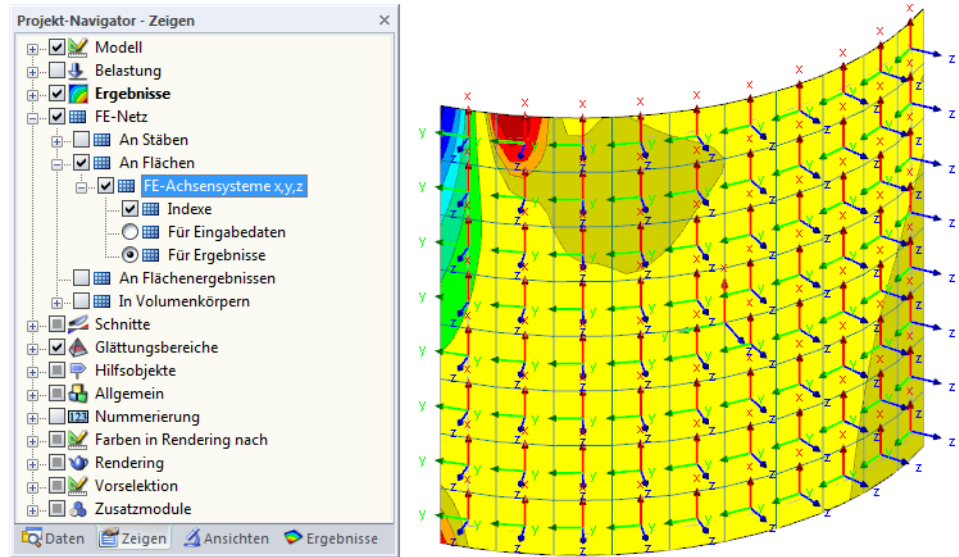 Projekt-Navigator - Zeigen
Modell
Belastung
Ergebnisse
FE-Netz
An Stäben
An Flächen
FE-Achsensysteme x,y,z
Indexe
Für Eingabedaten
Für Ergebnisse
An Flächenergebnissen
In Volumenkörpern
Schnitte
Glättungsbereiche
Hilfsobjekte
Allgemein
123 Nummerierung
Farben in Rendering nach
Rendering
Vorselektion
Zusatzmodule
Daten Zeigen Ansichten Ergebnisse